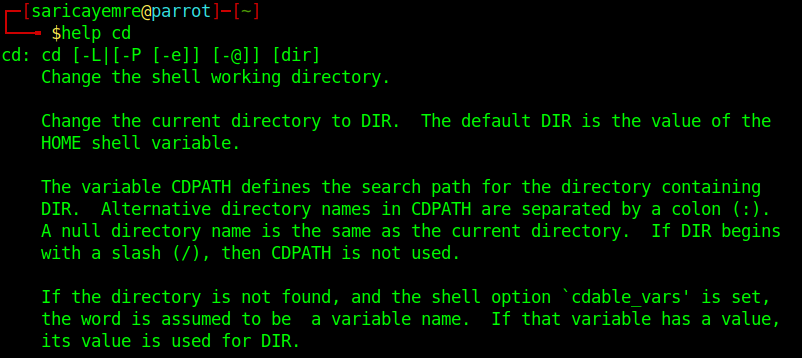 ┌─[saricayemre@parrot]─[~]
└──╼ $help cd
cd: cd [-L|[-P [-e]] [-@]] [dir]
    Change the shell working directory.

    Change the current directory to DIR.  The default DIR is the value of the
    HOME shell variable.

    The variable CDPATH defines the search path for the directory containing
    DIR.  Alternative directory names in CDPATH are separated by a colon (:).
    A null directory name is the same as the current directory.  If DIR begins
    with a slash (/), then CDPATH is not used.

    If the directory is not found, and the shell option `cdable_vars' is set,
    the word is assumed to be  a variable name.  If that variable has a value,
    its value is used for DIR.